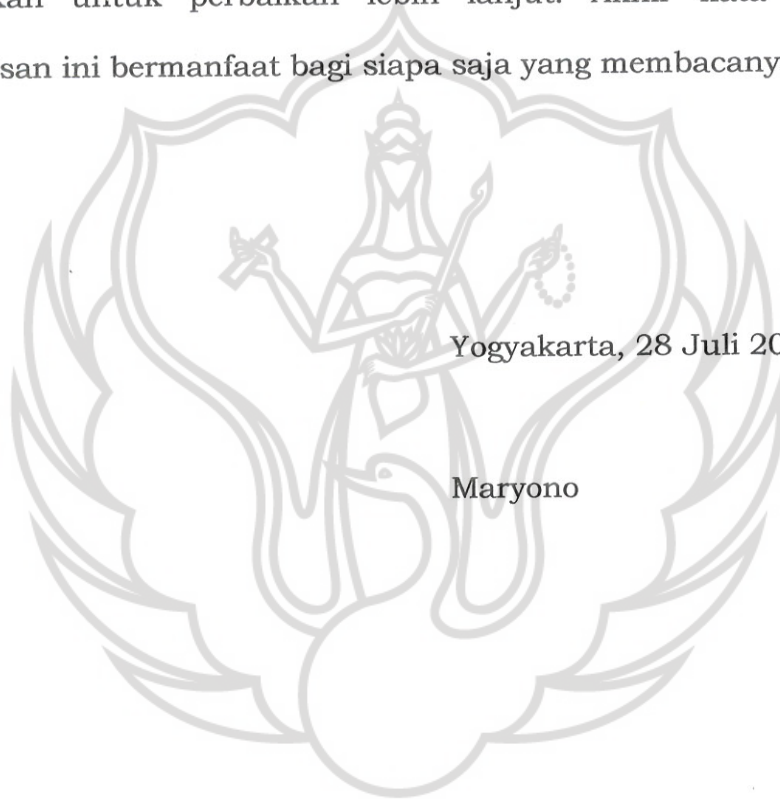 kan untuk perbaikan lebih lanjut. Akhir kata
san ini bermanfaat bagi siapa saja yang membacany
Yogyakarta, 28 Juli 20
Maryono